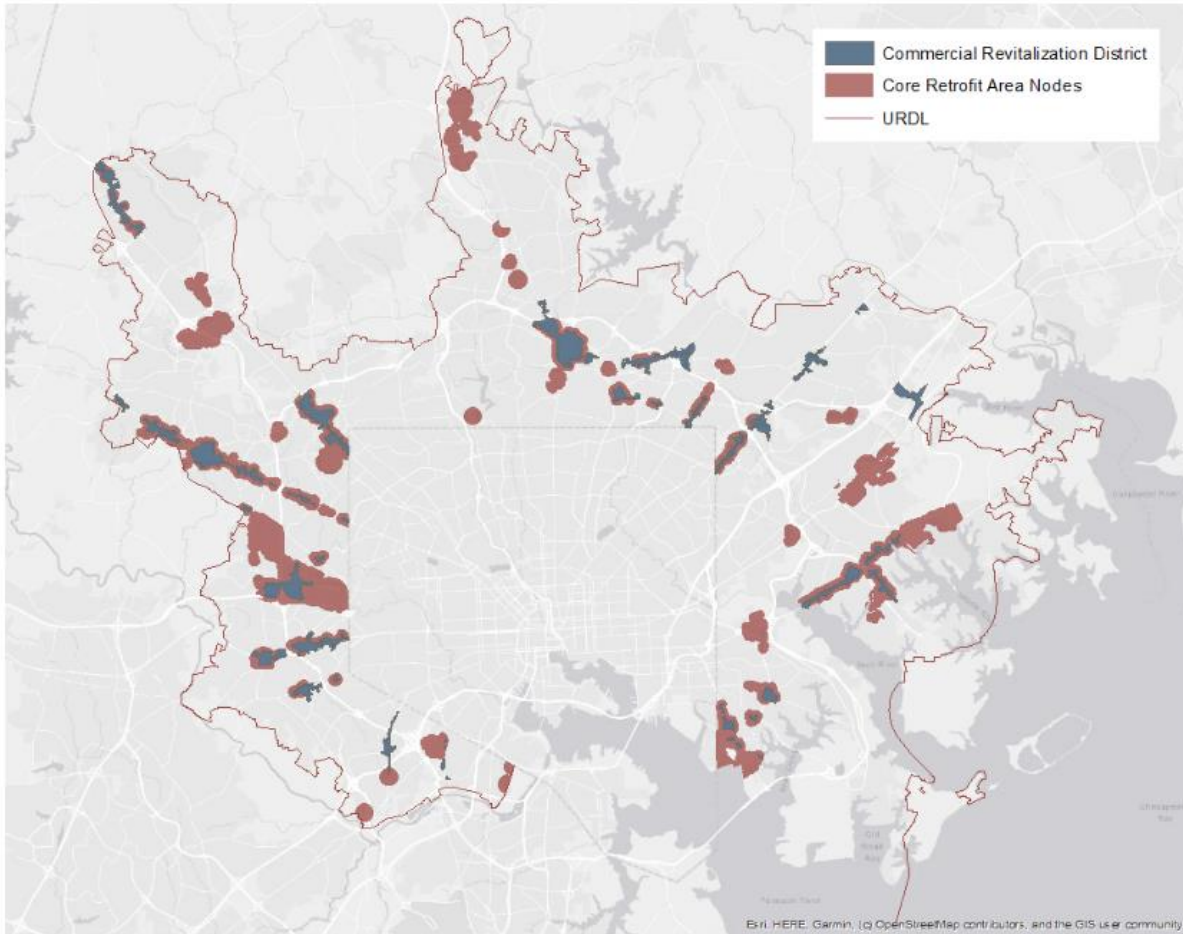 Commercial Revitalization District
Core Retrofit Area Nodes
URDL
Esri, HERE, Garmin, (c) OpenStreetMap contributors, and the GIS user community